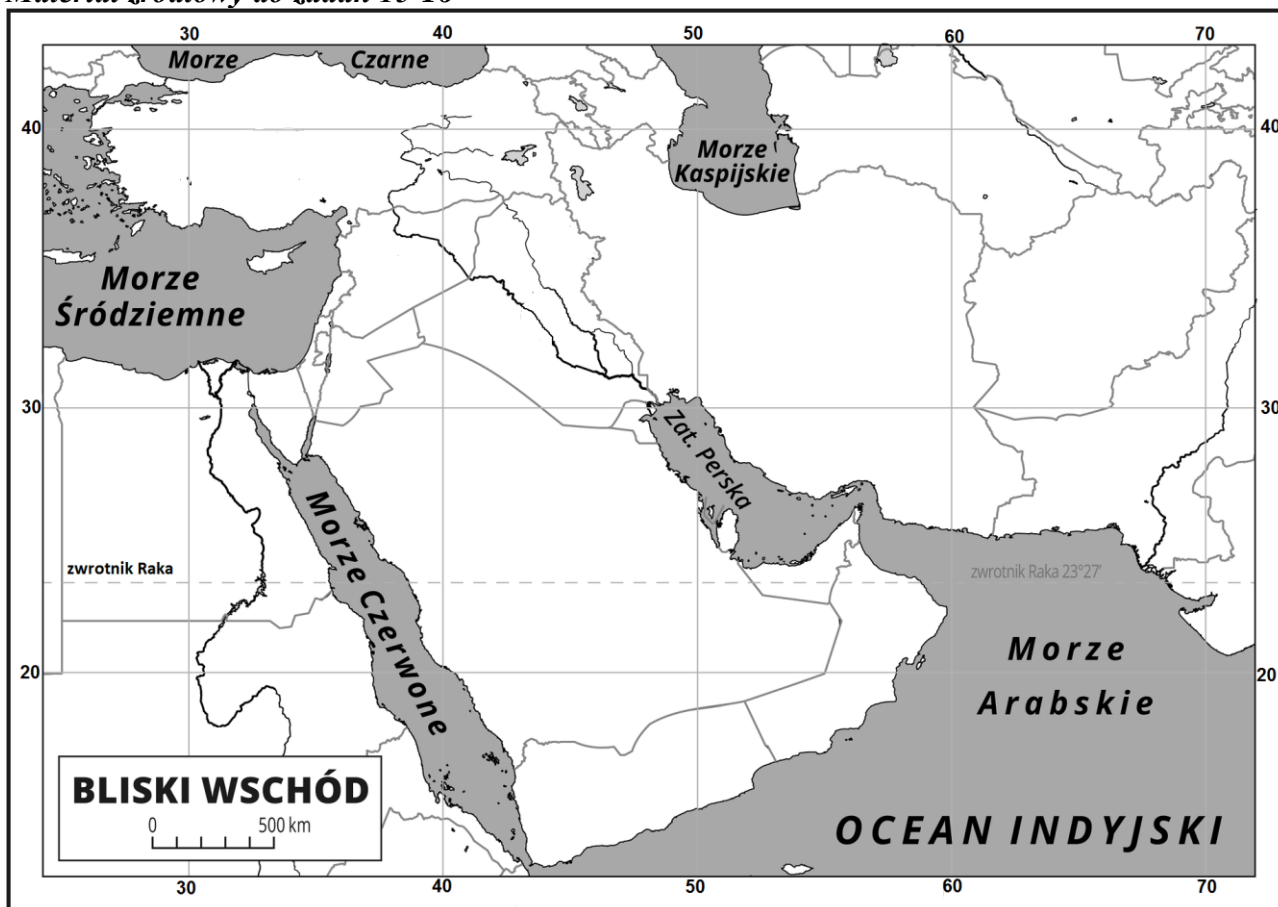 Materiał źródłowy do zadań 15-16
30 40 50 60 70
Morze Czarne
40 40
Morze
Kaspijskie
Morze
Śródziemne
30 30
Zat. Perska
Morze Czerwone
zwrotnik Raka
zwrotnik Raka 23°27'
Morze
Arabskie
20 20
BLISKI WSCHÓD
0 500 km
OCEAN INDYJSKI
30 40 50 60 70